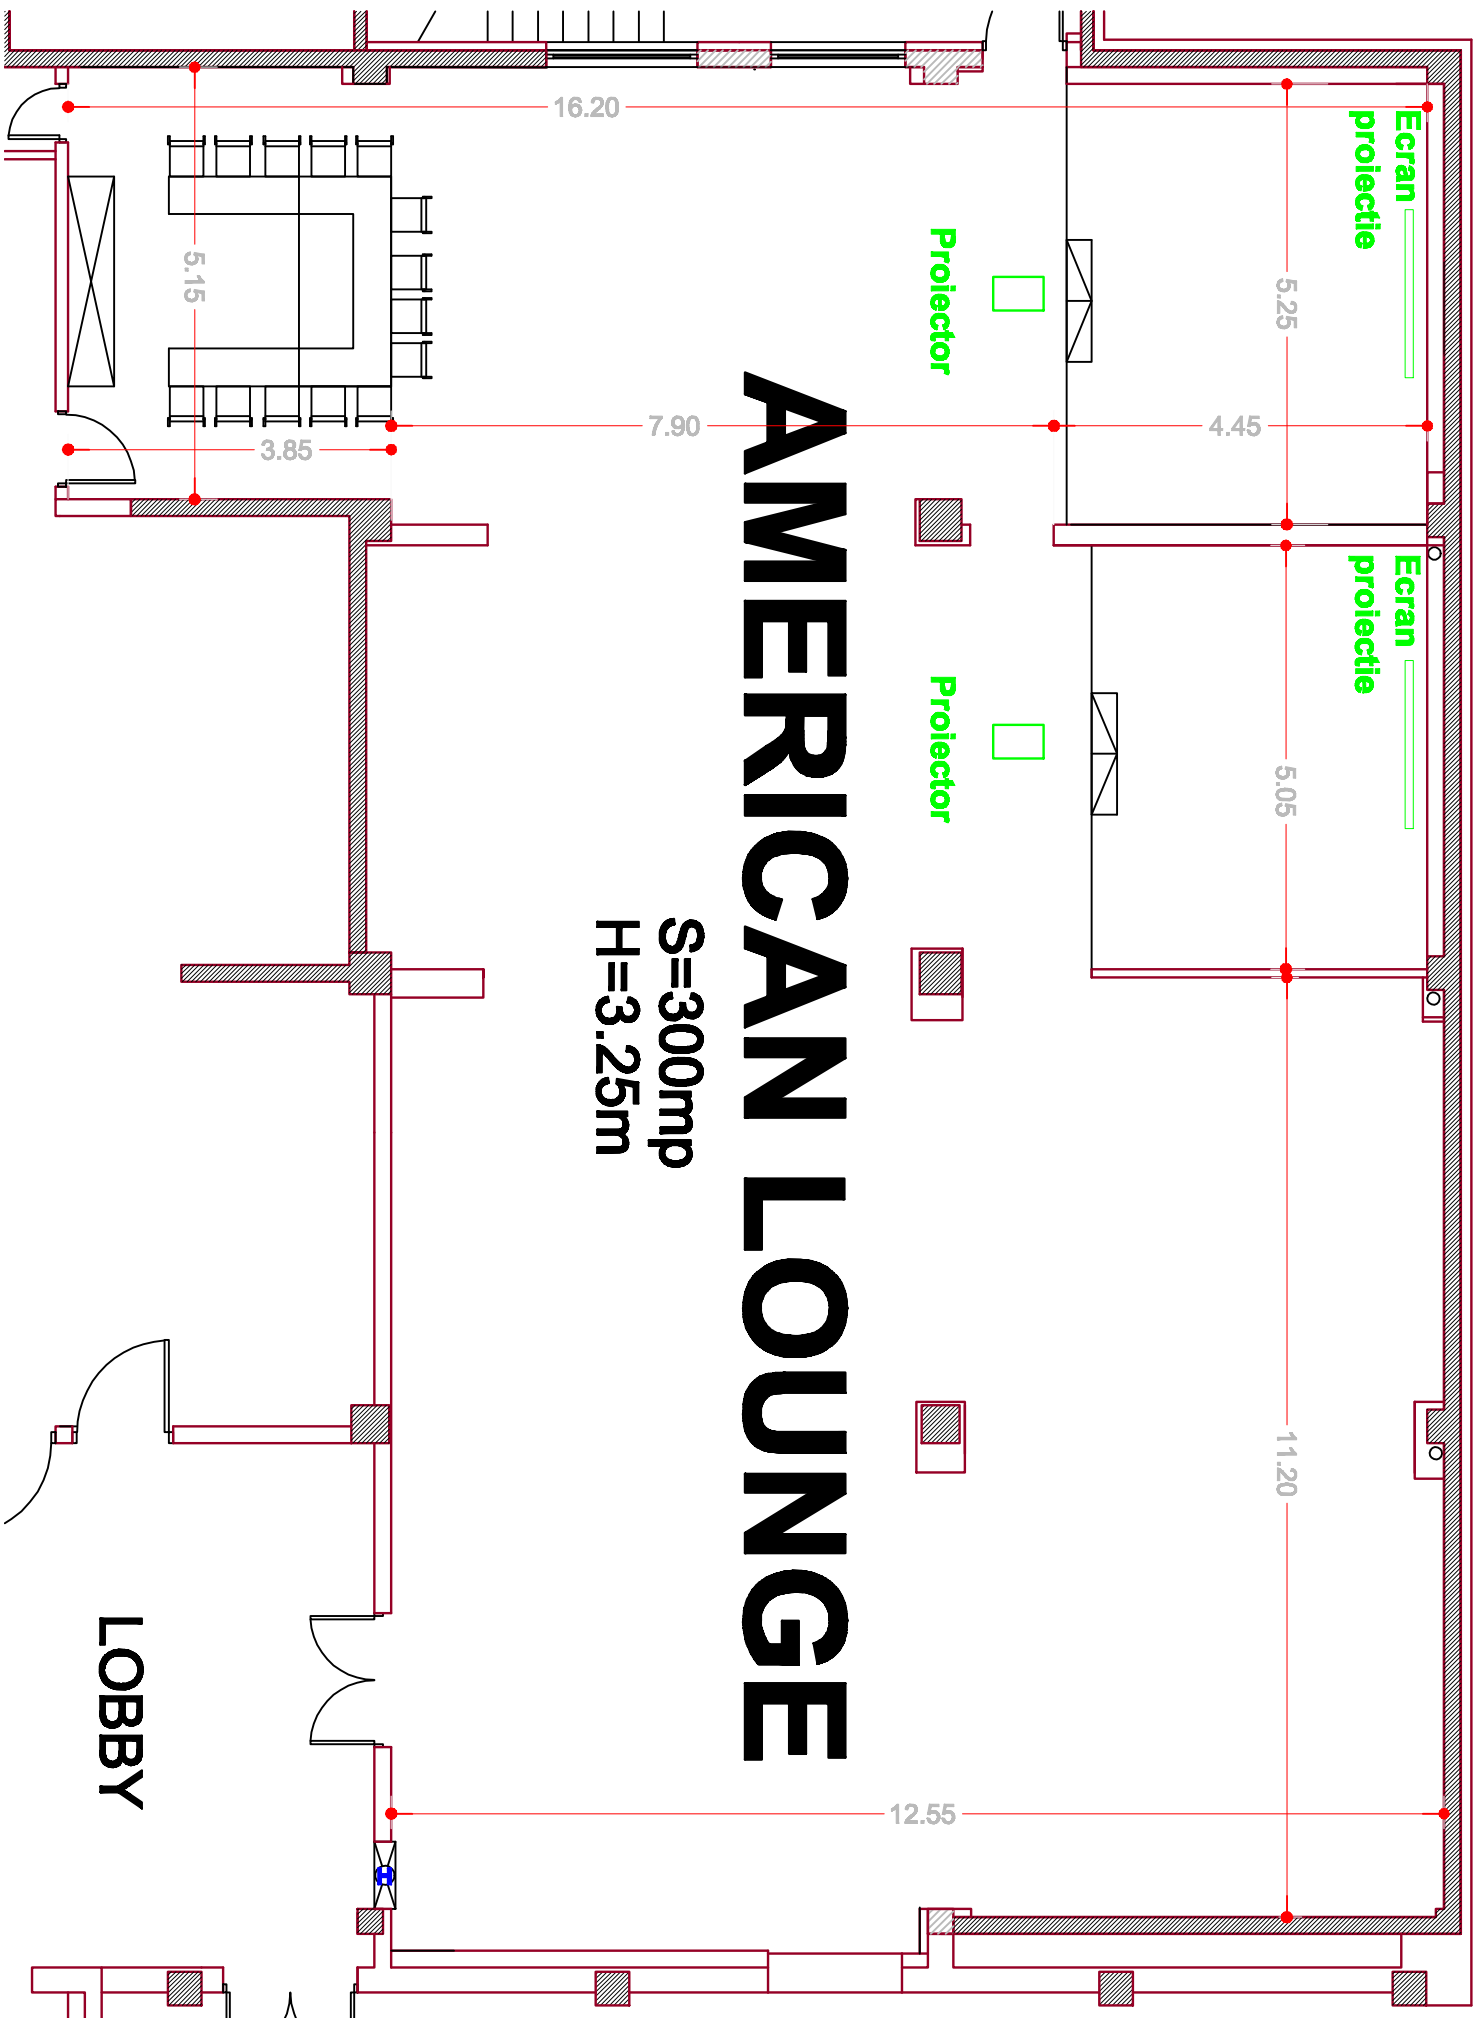 16.20
Ecran
proiectie
Proiector
5.15
5.25
7.90
4.45
3.85
Ecran
proiectie
Proiector
5.05
AMERICAN LOUNGE
S=300mp
H=3.25m
11.20
LOBBY
12.55
H